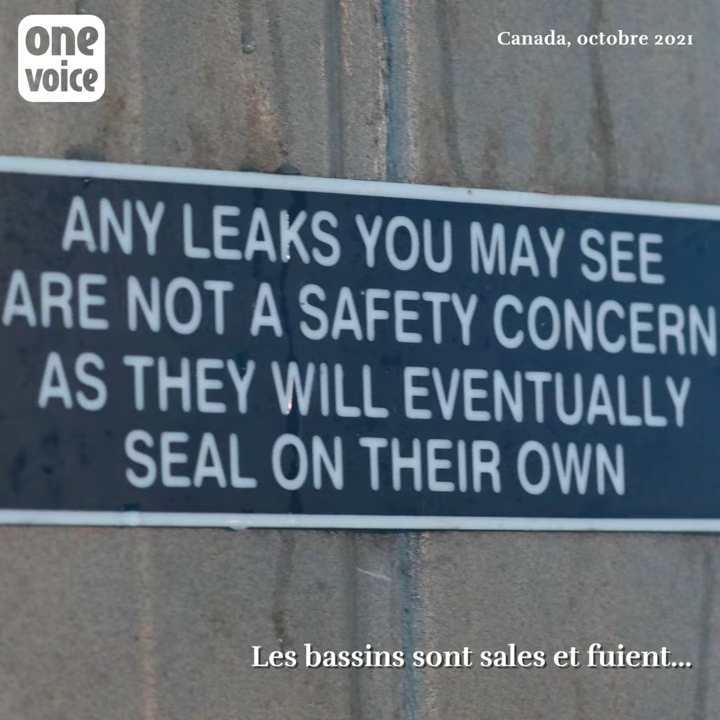 one
voice
Canada, octobre 2021
ANY LEAKS YOU MAY SEE
ARE NOT A SAFETY CONCERN
AS THEY WILL EVENTUALLY
SEAL ON THEIR OWN
Les bassins sont sales et fuient...